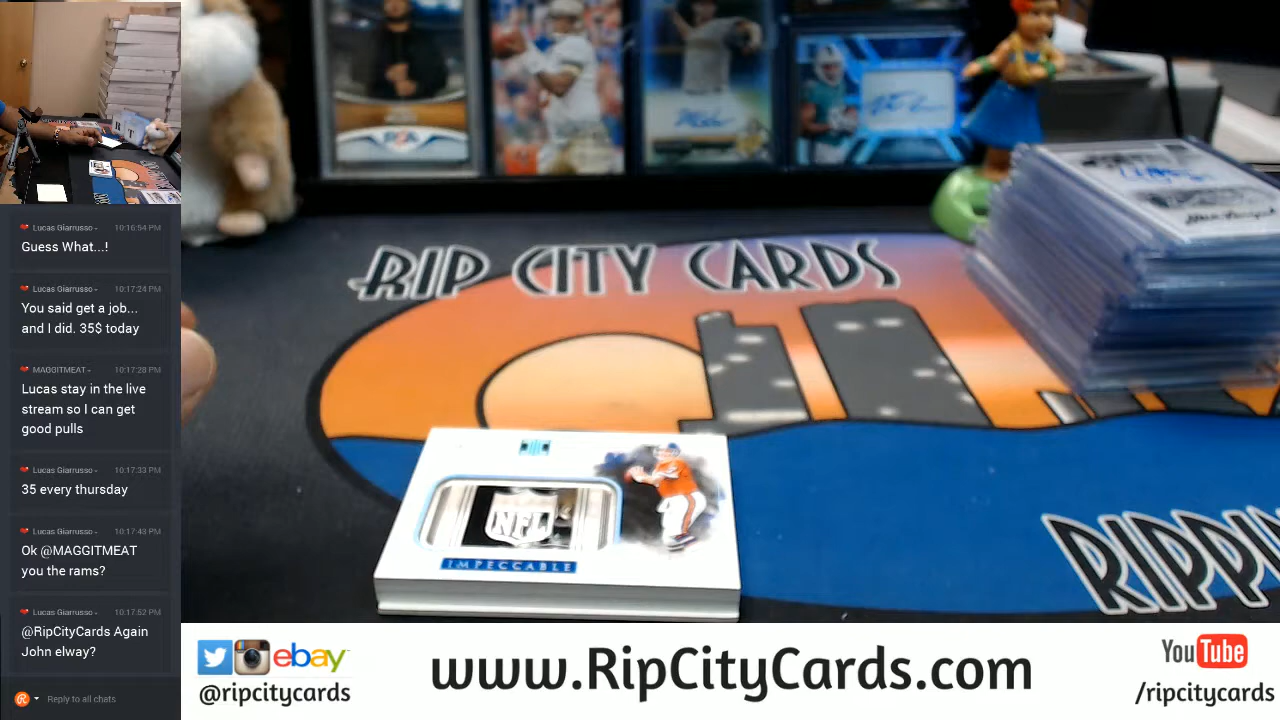 Lucas Giarrusso - 10:16:54 PM
Guess What...!
Lucas Giarrusso - 10:17:24 PM
You said get a job...
and I did. 35$ today
MAGGITMEAT - 10:17:28 PM
Lucas stay in the live
stream so I can get
good pulls
Lucas Giarrusso - 10:17:33 PM
35 every thursday
Lucas Giarrusso - 10:17:43 PM
Ok @MAGGITMEAT
you the rams?
Lucas Giarrusso - 10:17:52 PM
@RipCityCards Again
John elway?
Reply to all chats
RIP CITY CARDS
NFL
IMPECCABLE
RIPPI
ebay
@ripcitycards
www.RipCityCards.com
YouTube
/ripcitycards